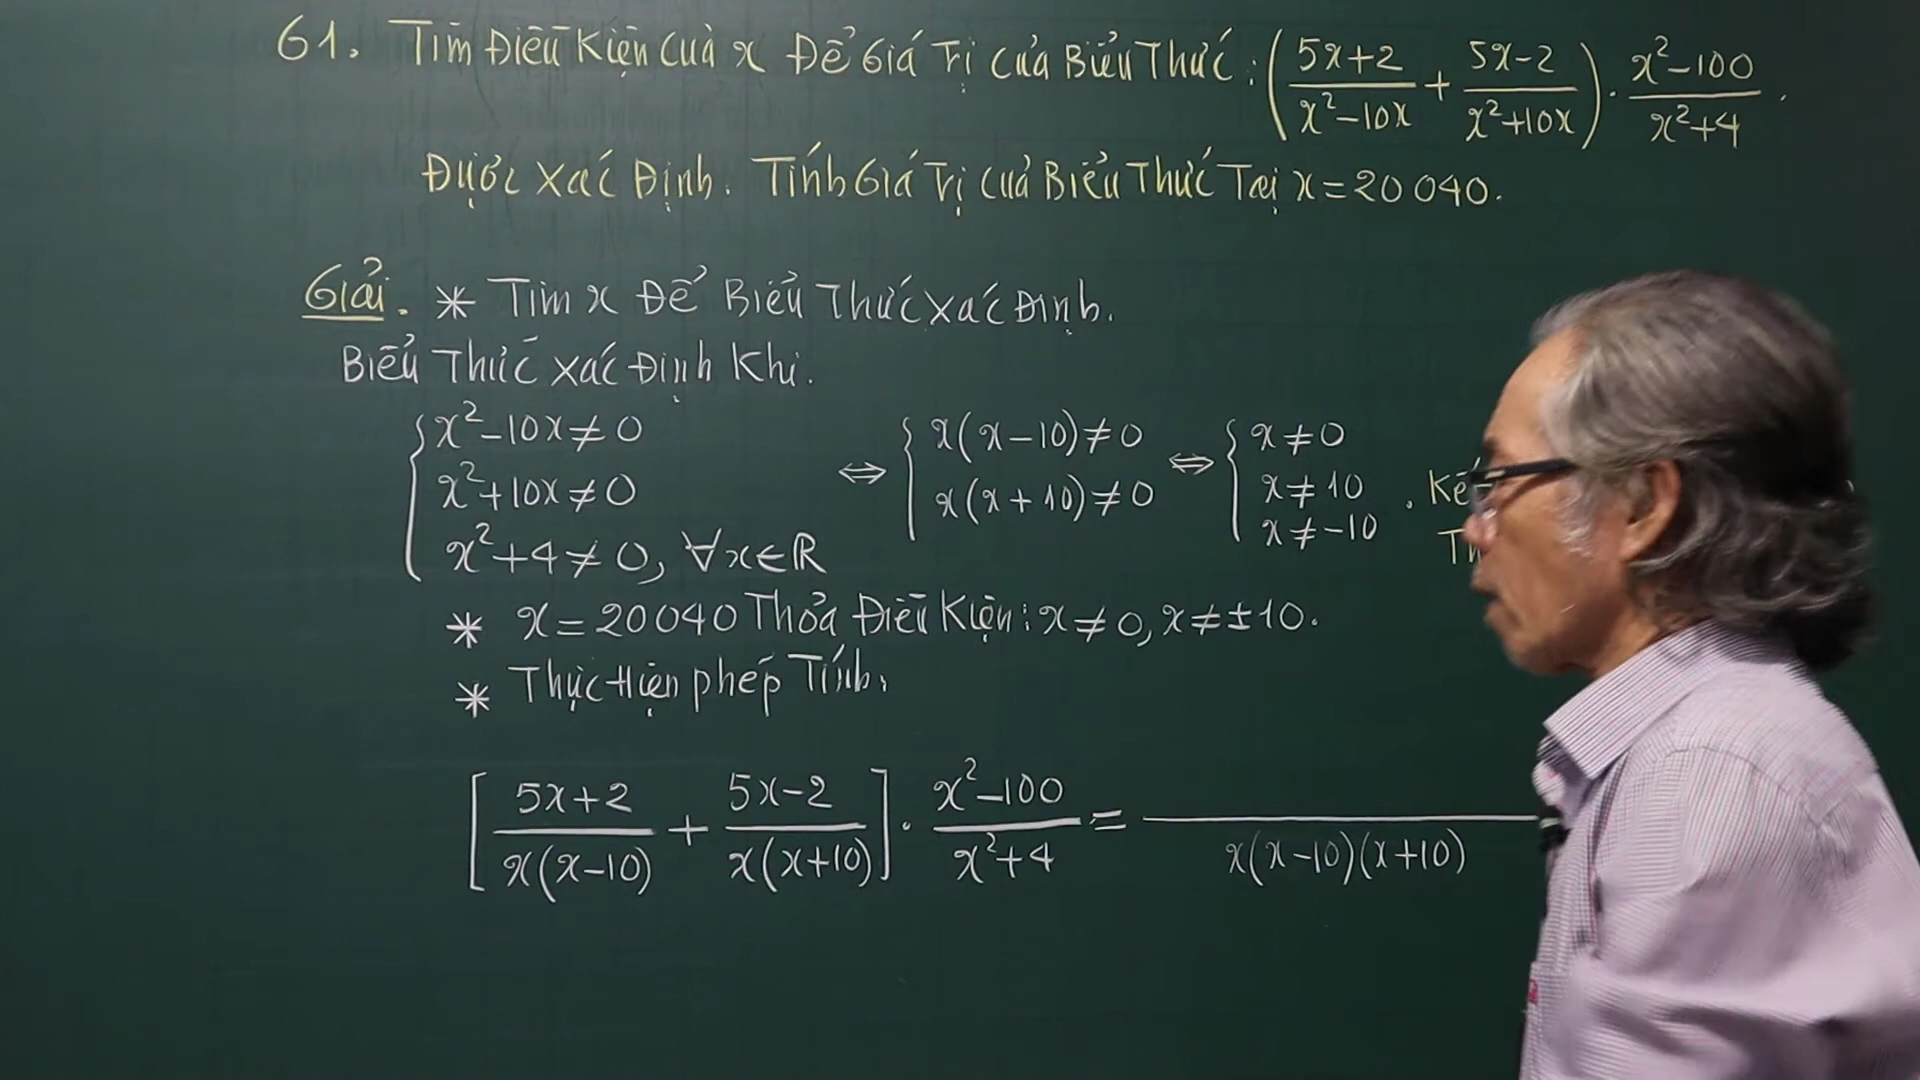 61. Tìm Điều Kiện Của x Để Giá Trị Của Biểu Thức: ( (5x+2)/(x²-10x) + (5x-2)/(x²+10x) ) · (x²-100)/(x²+4) .
Được Xác Định. Tính Giá Trị Của Biểu Thức Tại x = 20 040.
Giải. * Tìm x Để Biểu Thức Xác Định.
Biểu Thức Xác Định Khi.
{ x²-10x ≠ 0
x²+10x ≠ 0
x²+4 ≠ 0, ∀x∈ℝ
⇔ { x(x-10) ≠ 0
x(x+10) ≠ 0
⇔ { x ≠ 0
x ≠ 10
x ≠ -10 .
* x = 20 040 Thỏa Điều Kiện: x ≠ 0, x ≠ ±10.
* Thực Hiện phép Tính:
[ (5x+2)/(x(x-10)) + (5x-2)/(x(x+10)) ] · (x²-100)/(x²+4) = /(x(x-10)(x+10))